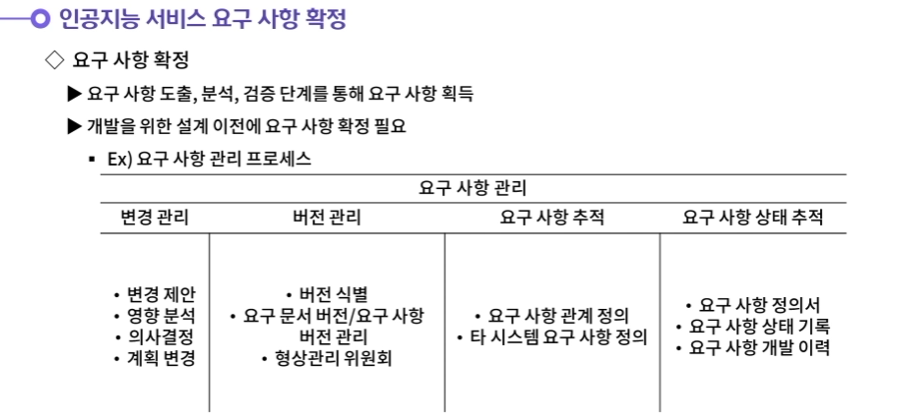 인공지능 서비스 요구 사항 확정
◇ 요구 사항 확정
▶ 요구 사항 도출, 분석, 검증 단계를 통해 요구 사항 획득
▶ 개발을 위한 설계 이전에 요구 사항 확정 필요
▪ Ex) 요구 사항 관리 프로세스
요구 사항 관리
변경 관리
버전 관리
요구 사항 추적
요구 사항 상태 추적
• 변경 제안
• 영향 분석
• 의사결정
• 계획 변경
• 버전 식별
• 요구 문서 버전/요구 사항
버전 관리
• 형상관리 위원회
• 요구 사항 관계 정의
• 타 시스템 요구 사항 정의
• 요구 사항 정의서
• 요구 사항 상태 기록
• 요구 사항 개발 이력